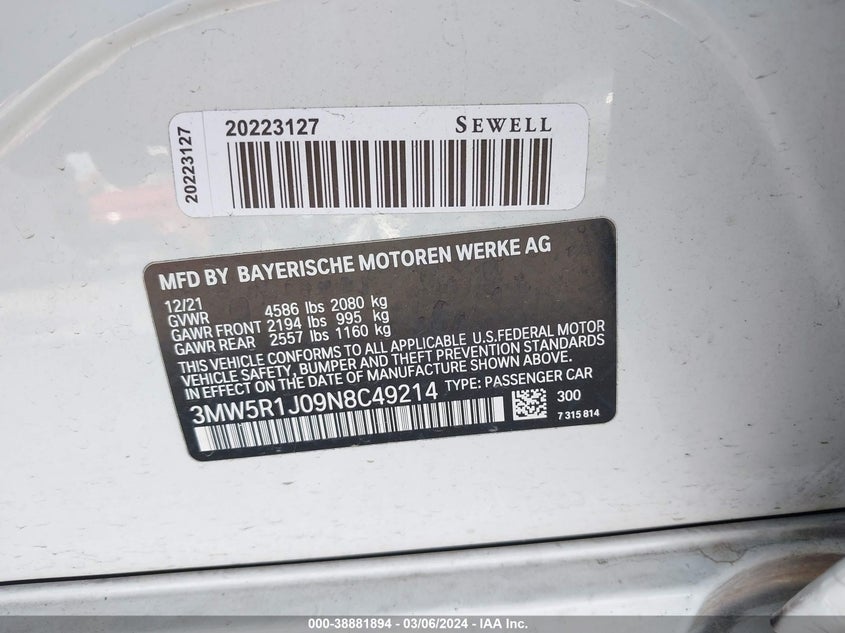 20223127
20223127 SEWELL
MFD BY BAYERISCHE MOTOREN WERKE AG
12/21
GVWR 4586 lbs 2080 kg
GAWR FRONT 2194 lbs 995 kg
GAWR REAR 2557 lbs 1160 kg
THIS VEHICLE CONFORMS TO ALL APPLICABLE U.S.FEDERAL MOTOR
VEHICLE SAFETY, BUMPER AND THEFT PREVENTION STANDARDS
IN EFFECT ON THE DATE OF MANUFACTURE SHOWN ABOVE.
3MW5R1J09N8C49214 TYPE: PASSENGER CAR
300
7 315 814
000-38881894 - 03/06/2024 - IAA Inc.